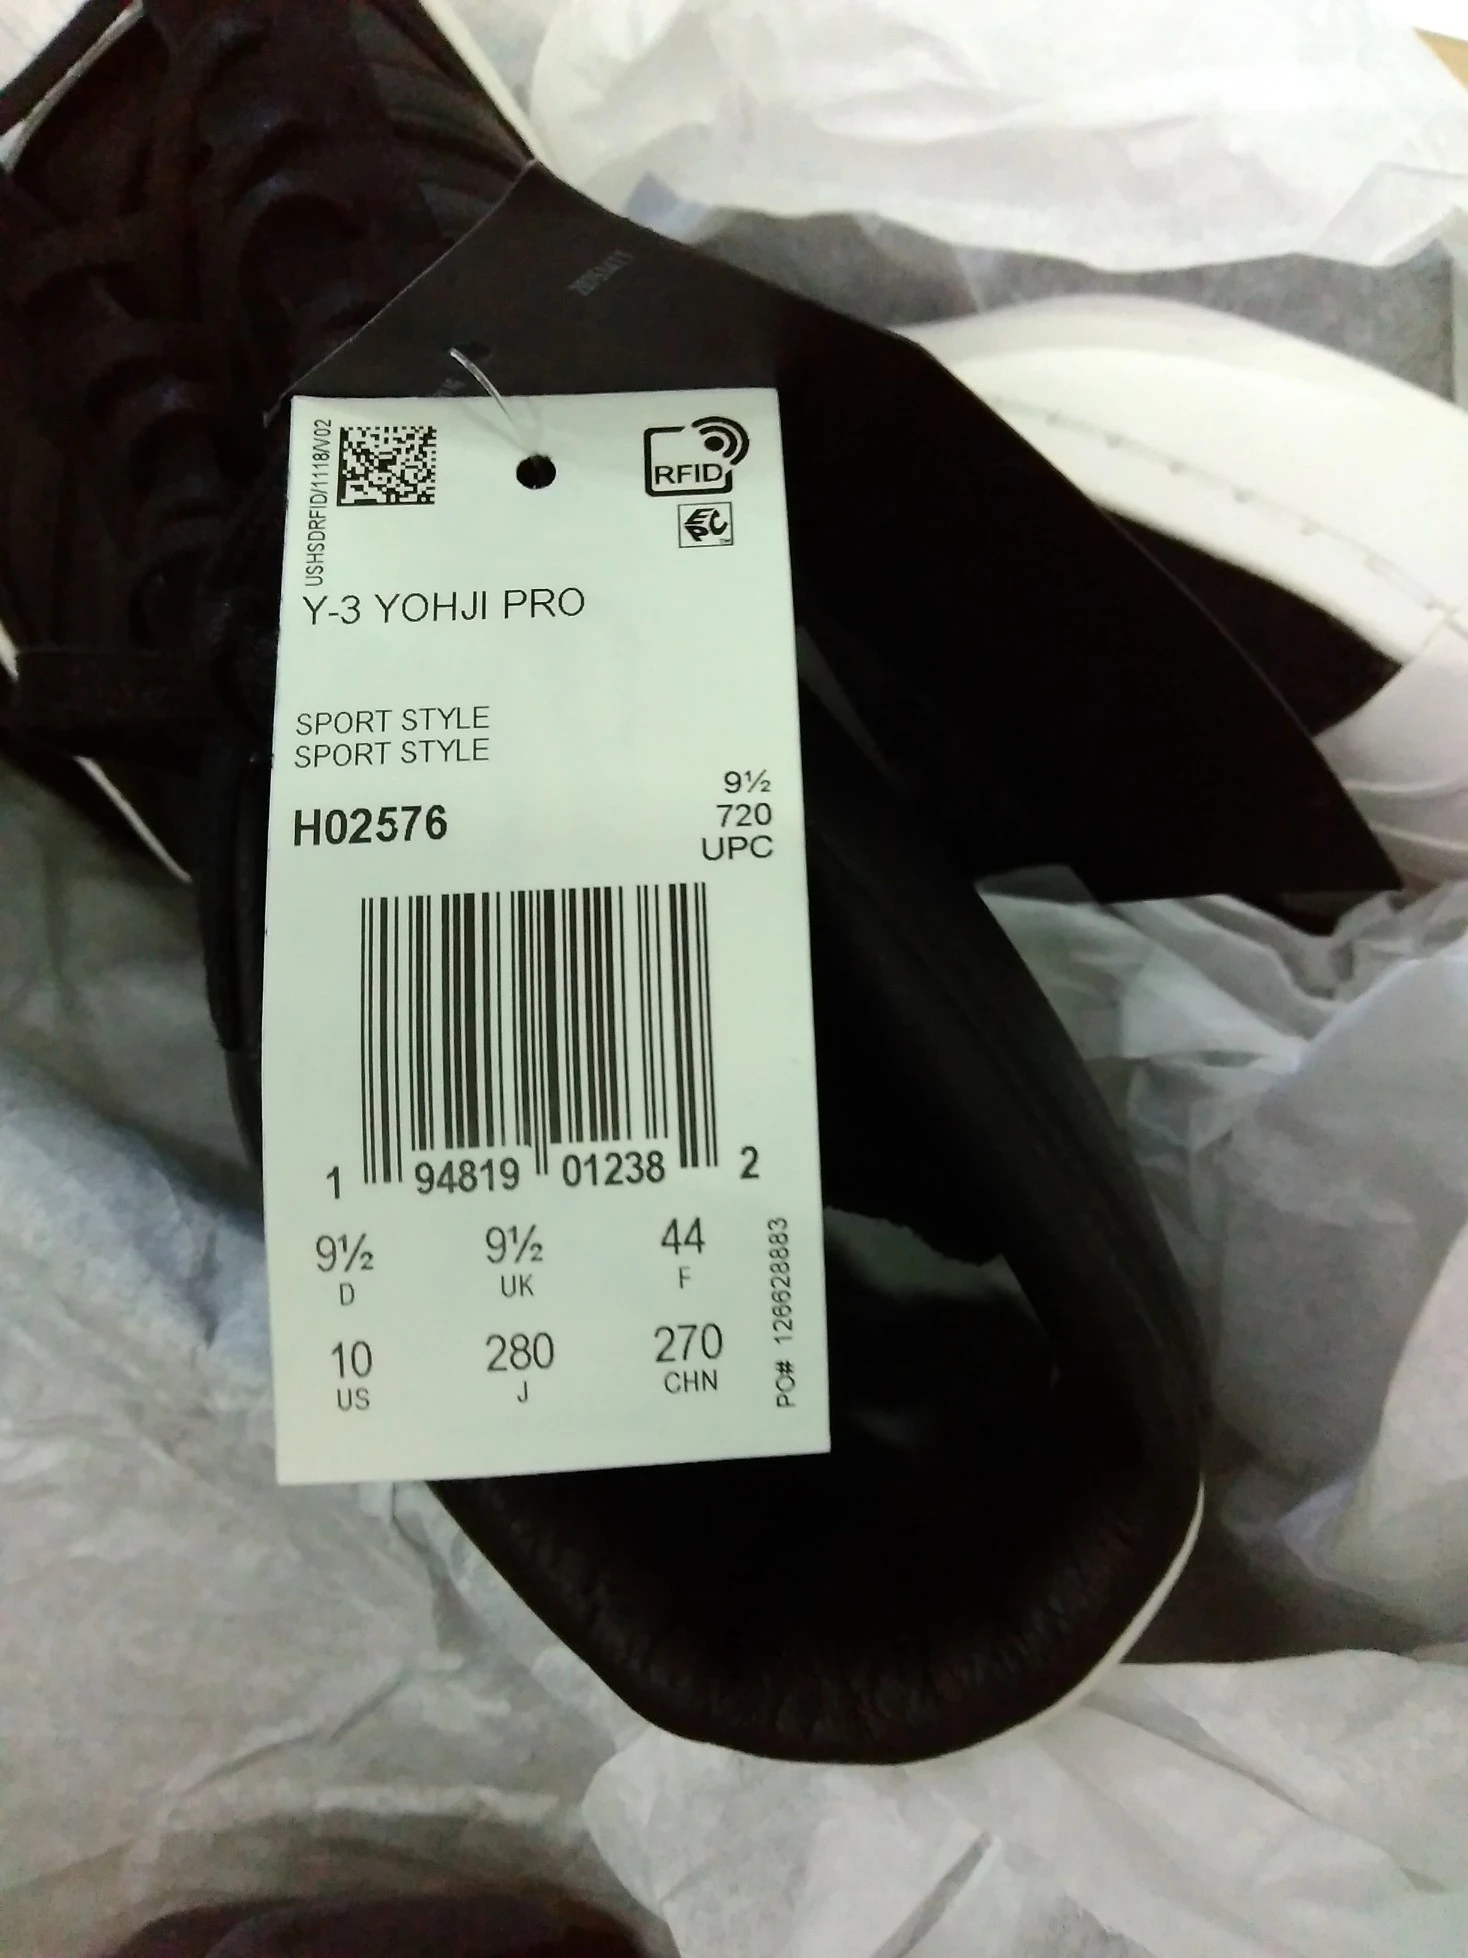 USHSDRFID/1118/V02
RFID
EPC
Y-3 YOHJI PRO
SPORT STYLE
SPORT STYLE
H02576
9½
720
UPC
1 94819 01238 2
9½ 9½ 44
D UK F
10 280 270
US J CHN
PO# 126628883